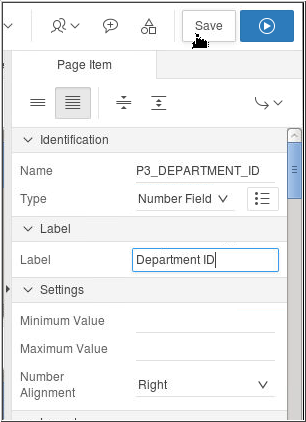 Save
Page Item
Identification
Name P3_DEPARTMENT_ID
Type Number Field
Label
Label Department ID
Settings
Minimum Value
Maximum Value
Number
Alignment Right